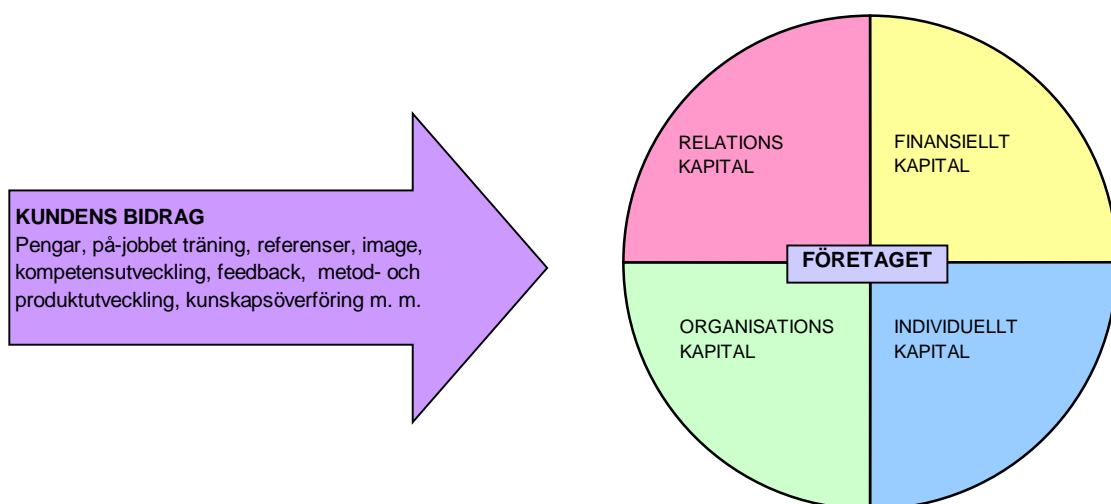 KUNDENS BIDRAG
Pengar, på-jobbet träning, referenser, image,
kompetensutveckling, feedback, metod- och
produktutveckling, kunskapsöverföring m. m.
RELATIONS
KAPITAL
FINANSIELLT
KAPITAL
FÖRETAGET
ORGANISATIONS
KAPITAL
INDIVIDUELLT
KAPITAL